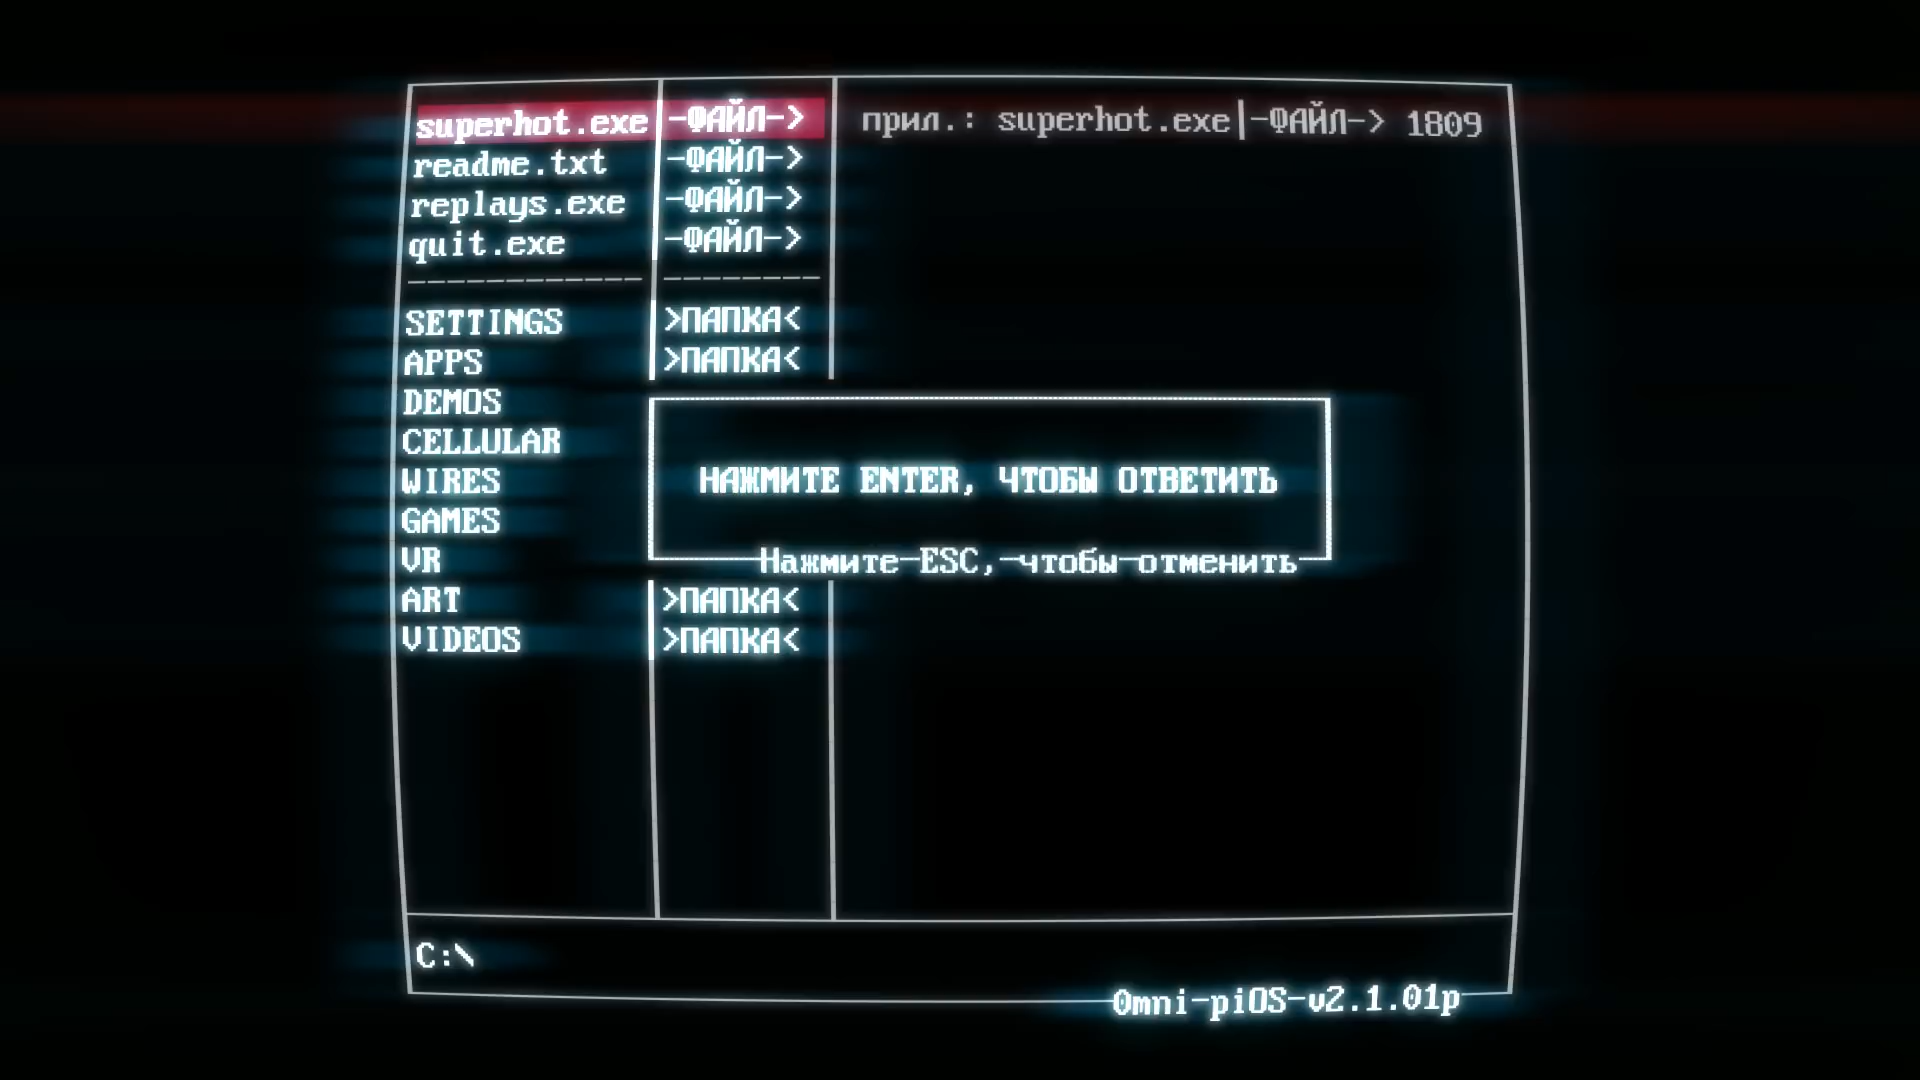 superhot.exe -ФАЙЛ-> прил.: superhot.exe|-ФАЙЛ-> 1809
readme.txt -ФАЙЛ->
replays.exe -ФАЙЛ->
quit.exe -ФАЙЛ->
SETTINGS >ПАПКА<
APPS >ПАПКА<
DEMOS
CELLULAR
WIRES
GAMES
VR
НАЖМИТЕ ENTER, ЧТОБЫ ОТВЕТИТЬ
Нажмите-ESC,-чтобы-отменить
ART >ПАПКА<
VIDEOS >ПАПКА<
C:\
0mni-piOS-v2.1.01p